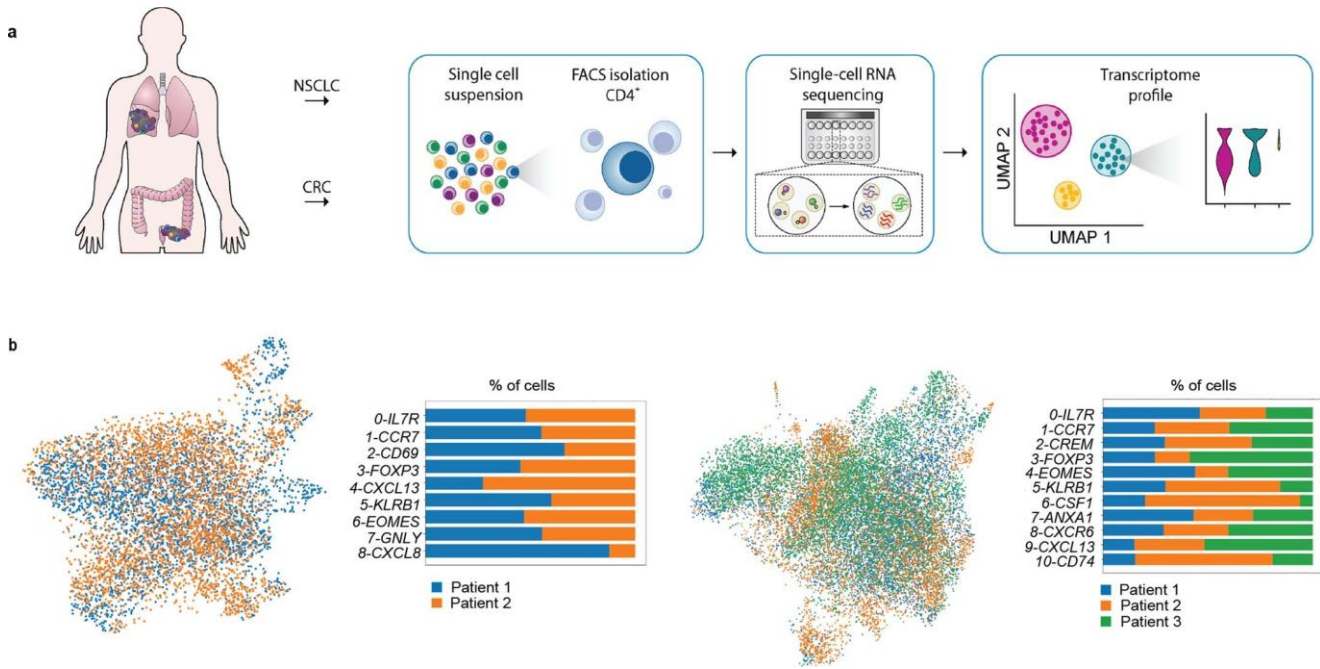 a
NSCLC
CRC
Single cell
suspension
FACS isolation
CD4+
Single-cell RNA
sequencing
Transcriptome
profile
UMAP 2
UMAP 1
b
% of cells
0-IL7R
1-CCR7
2-CD69
3-FOXP3
4-CXCL13
5-KLRB1
6-EOMES
7-GNLY
8-CXCL8
Patient 1
Patient 2
% of cells
0-IL7R
1-CCR7
2-CREM
3-FOXP3
4-EOMES
5-KLRB1
6-CSF1
7-ANXA1
8-CXCR6
9-CXCL13
10-CD74
Patient 1
Patient 2
Patient 3